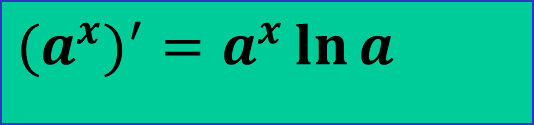 (aˣ)′ = aˣ ln a